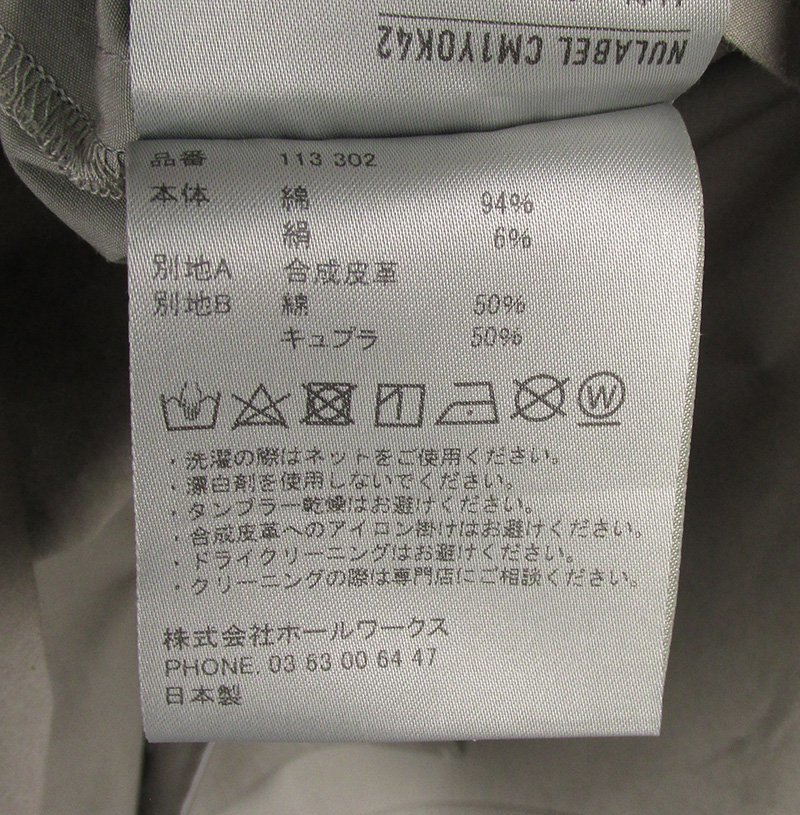 NULABEL CM1YOK42
品番 113 302
本体 綿 94%
絹 6%
別地A 合成皮革
別地B 綿 50%
キュプラ 50%
W
・洗濯の際はネットをご使用ください。
・漂白剤を使用しないでください。
・タンブラー乾燥はお避けください。
・合成皮革へのアイロン掛けはお避けください。
・ドライクリーニングはお避けください。
・クリーニングの際は専門店にご相談ください。
株式会社ホールワークス
PHONE. 03 63 00 64 47
日本製